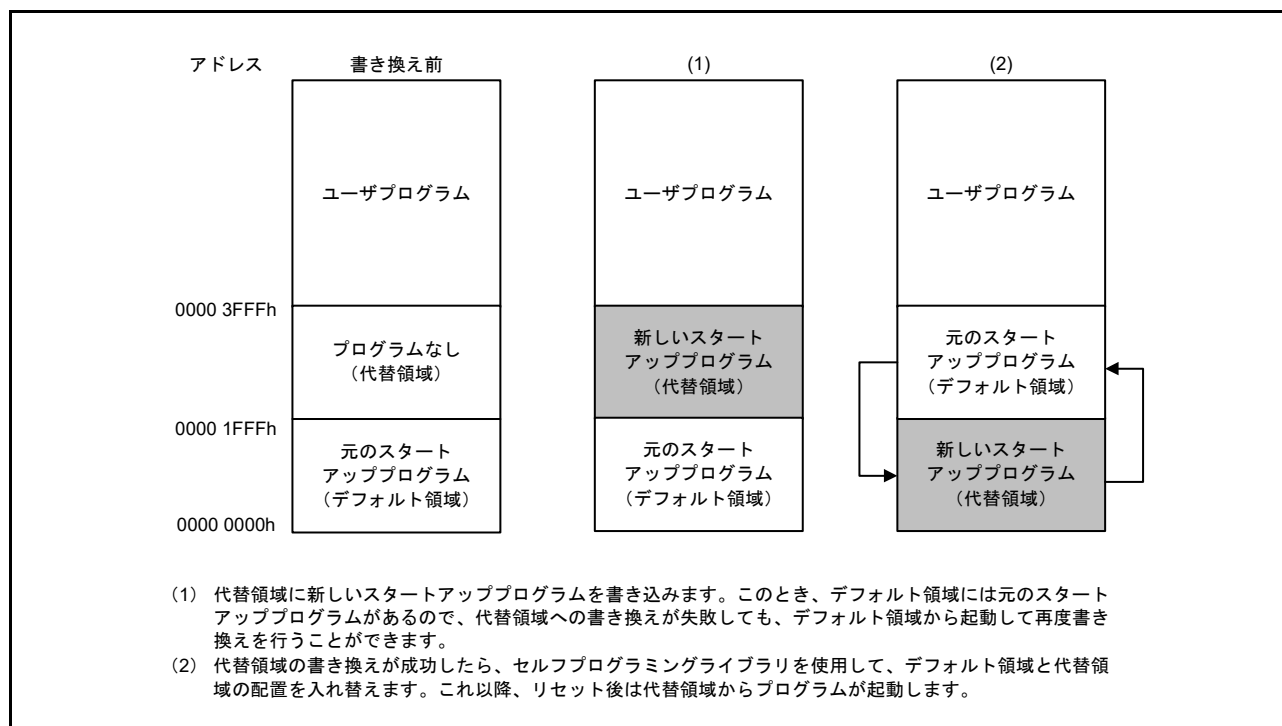 アドレス
書き換え前
(1)
(2)
ユーザプログラム
ユーザプログラム
ユーザプログラム
0000 3FFFh
プログラムなし
（代替領域）
新しいスタート
アッププログラム
（代替領域）
元のスタート
アッププログラム
（デフォルト領域）
0000 1FFFh
元のスタート
アッププログラム
（デフォルト領域）
元のスタート
アッププログラム
（デフォルト領域）
新しいスタート
アッププログラム
（代替領域）
0000 0000h
(1) 代替領域に新しいスタートアッププログラムを書き込みます。このとき、デフォルト領域には元のスタート
アッププログラムがあるので、代替領域への書き換えが失敗しても、デフォルト領域から起動して再度書き
換えを行うことができます。
(2) 代替領域の書き換えが成功したら、セルフプログラミングライブラリを使用して、デフォルト領域と代替領
域の配置を入れ替えます。これ以降、リセット後は代替領域からプログラムが起動します。